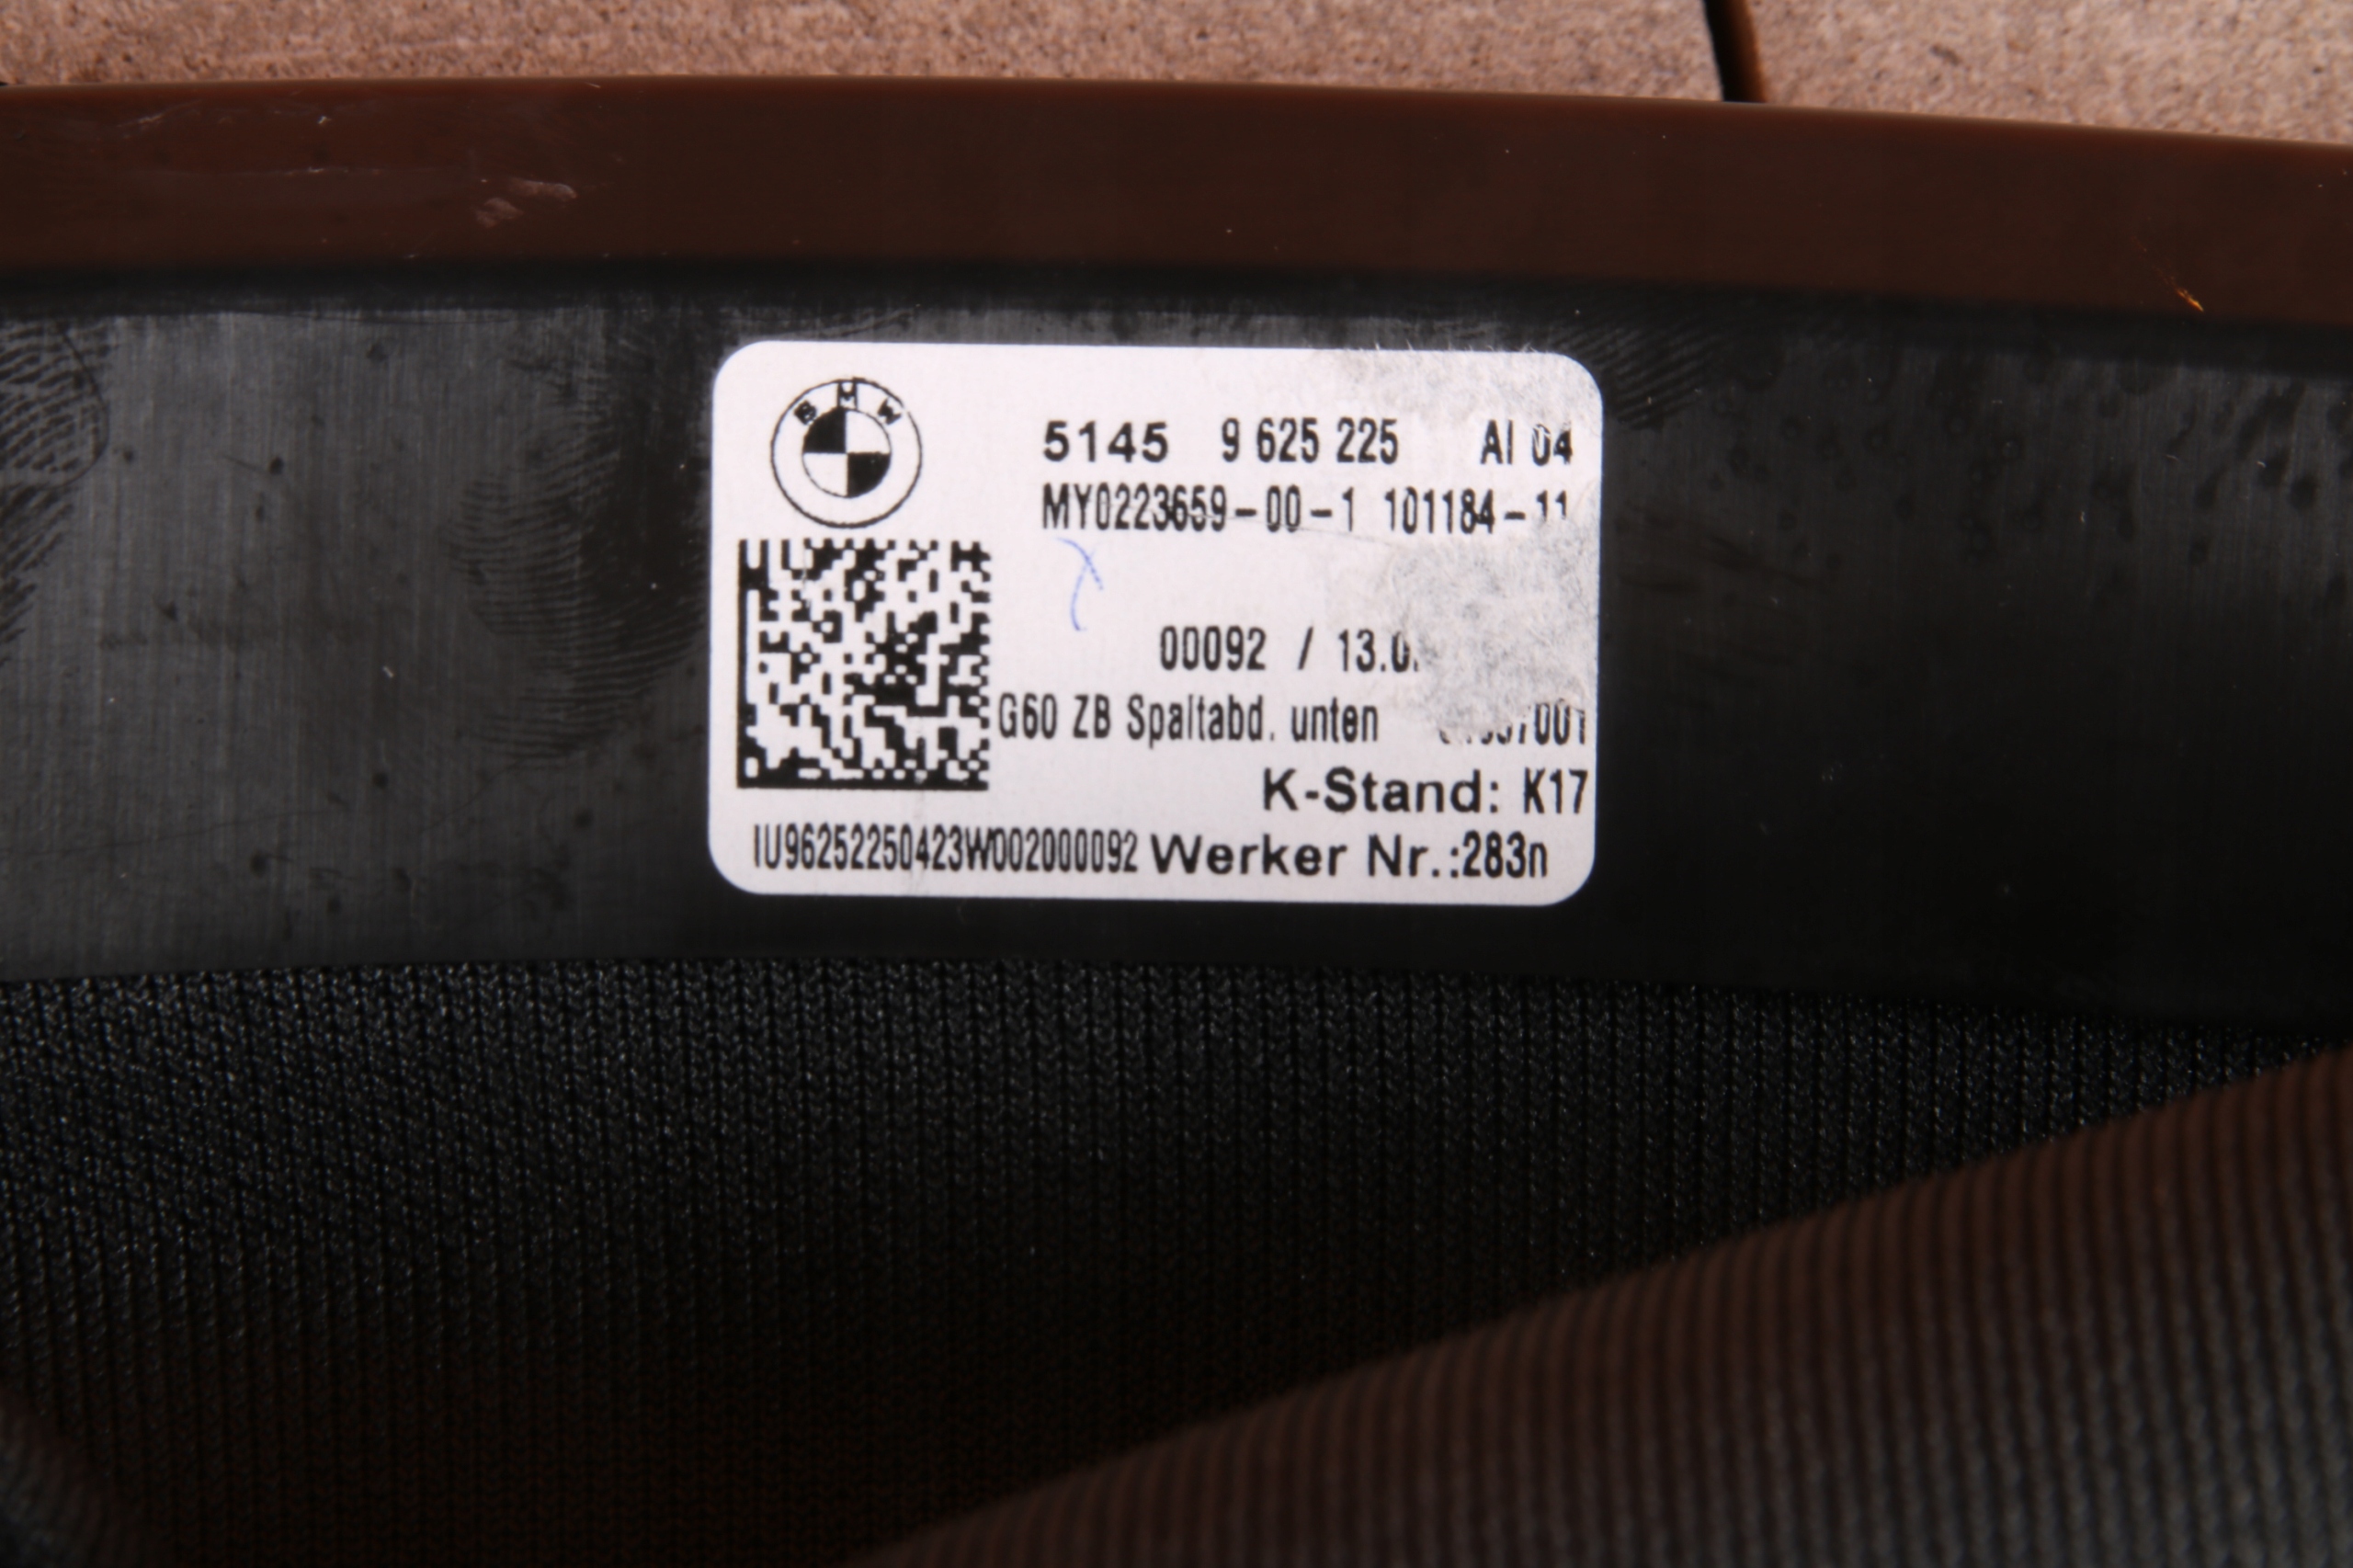 BMW
5145 9 625 225 AI 04
MY0223659-00-1 101184-11
00092 / 13.0
G60 ZB Spaltabd. unten
K-Stand: K17
IU96252250423W002000092 Werker Nr.:283n